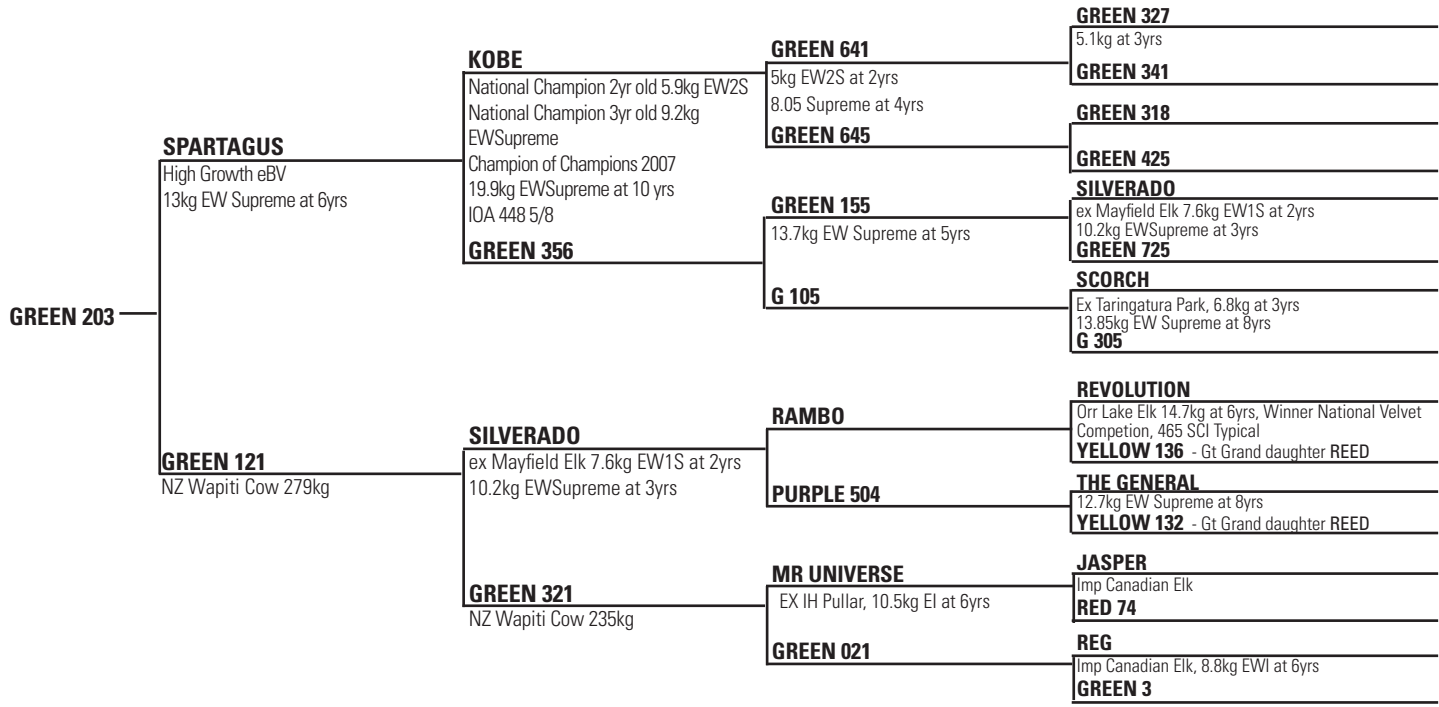 GREEN 203
SPARTAGUS
High Growth eBV
13kg EW Supreme at 6yrs
GREEN 121
NZ Wapiti Cow 279kg
KOBE
National Champion 2yr old 5.9kg EW2S
National Champion 3yr old 9.2kg
EWSupreme
Champion of Champions 2007
19.9kg EWSupreme at 10 yrs
IOA 448 5/8
GREEN 356
SILVERADO
ex Mayfield Elk 7.6kg EW1S at 2yrs
10.2kg EWSupreme at 3yrs
GREEN 321
NZ Wapiti Cow 235kg
GREEN 641
5kg EW2S at 2yrs
8.05 Supreme at 4yrs
GREEN 645
GREEN 155
13.7kg EW Supreme at 5yrs
G 105
RAMBO
PURPLE 504
MR UNIVERSE
EX IH Pullar, 10.5kg EI at 6yrs
GREEN 021
GREEN 327
5.1kg at 3yrs
GREEN 341
GREEN 318
GREEN 425
SILVERADO
ex Mayfield Elk 7.6kg EW1S at 2yrs
10.2kg EWSupreme at 3yrs
GREEN 725
SCORCH
Ex Taringatura Park, 6.8kg at 3yrs
13.85kg EW Supreme at 8yrs
G 305
REVOLUTION
Orr Lake Elk 14.7kg at 6yrs, Winner National Velvet
Competion, 465 SCI Typical
YELLOW 136 - Gt Grand daughter REED
THE GENERAL
12.7kg EW Supreme at 8yrs
YELLOW 132 - Gt Grand daughter REED
JASPER
Imp Canadian Elk
RED 74
REG
Imp Canadian Elk, 8.8kg EWI at 6yrs
GREEN 3